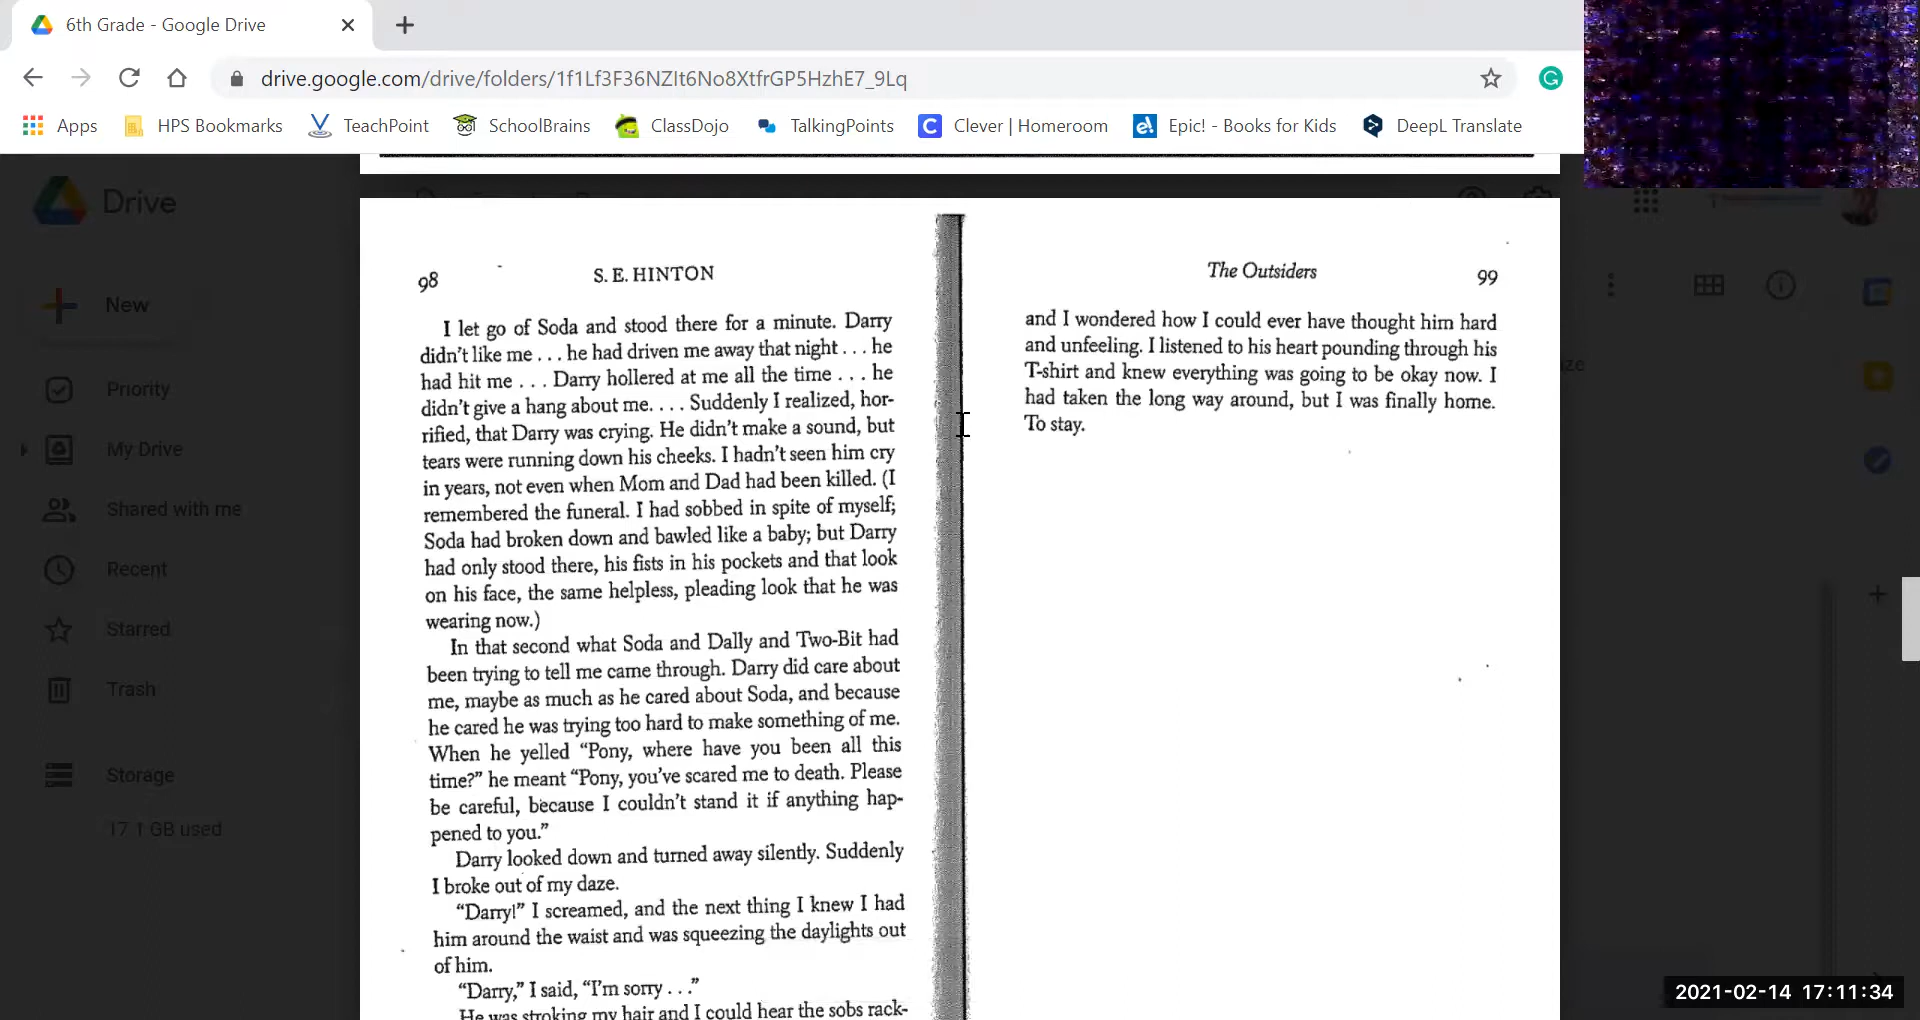 6th Grade - Google Drive
drive.google.com/drive/folders/1f1Lf3F36NZIt6No8XtfrGP5HzhE7_9Lq
Apps HPS Bookmarks TeachPoint SchoolBrains ClassDojo TalkingPoints Clever | Homeroom Epic! - Books for Kids DeepL Translate
Drive
New
Priority
My Drive
Shared with me
Recent
Starred
Trash
Storage
17.1 GB used
98 S. E. HINTON
I let go of Soda and stood there for a minute. Darry
didn't like me . . . he had driven me away that night . . . he
had hit me . . . Darry hollered at me all the time . . . he
didn't give a hang about me. . . . Suddenly I realized, hor-
rified, that Darry was crying. He didn't make a sound, but
tears were running down his cheeks. I hadn't seen him cry
in years, not even when Mom and Dad had been killed. (I
remembered the funeral. I had sobbed in spite of myself;
Soda had broken down and bawled like a baby; but Darry
had only stood there, his fists in his pockets and that look
on his face, the same helpless, pleading look that he was
wearing now.)
In that second what Soda and Dally and Two-Bit had
been trying to tell me came through. Darry did care about
me, maybe as much as he cared about Soda, and because
he cared he was trying too hard to make something of me.
When he yelled “Pony, where have you been all this
time?” he meant “Pony, you've scared me to death. Please
be careful, because I couldn't stand it if anything hap-
pened to you.”
Darry looked down and turned away silently. Suddenly
I broke out of my daze.
“Darry!” I screamed, and the next thing I knew I had
him around the waist and was squeezing the daylights out
of him.
“Darry,” I said, “I'm sorry . . .”
He was stroking my hair and I could hear the sobs rack-
The Outsiders 99
and I wondered how I could ever have thought him hard
and unfeeling. I listened to his heart pounding through his
T-shirt and knew everything was going to be okay now. I
had taken the long way around, but I was finally home.
To stay.
2021-02-14 17:11:34